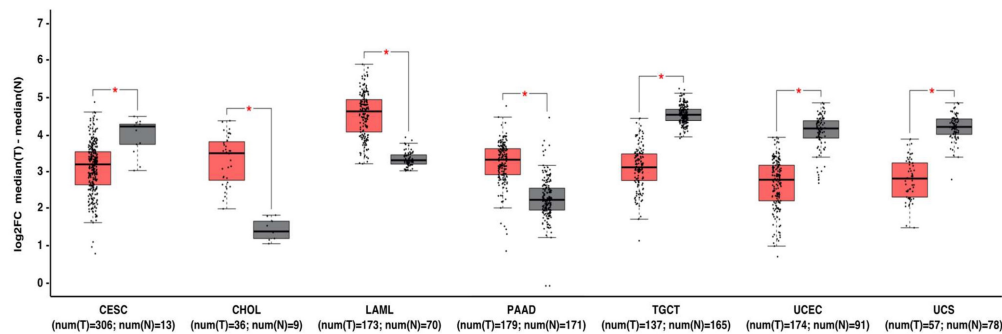 log2FC median(T) - median(N)
7
6
5
4
3
2
1
0
* * * * * * *
CESC CHOL LAML PAAD TGCT UCEC UCS
(num(T)=306; num(N)=13) (num(T)=36; num(N)=9) (num(T)=173; num(N)=70) (num(T)=179; num(N)=171) (num(T)=137; num(N)=165) (num(T)=174; num(N)=91) (num(T)=57; num(N)=78)